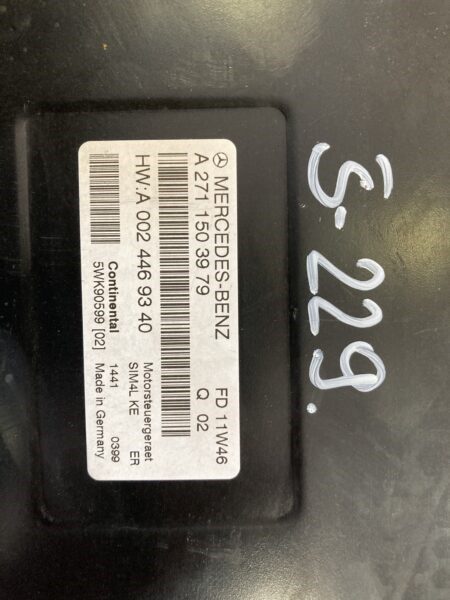 MERCEDES-BENZ FD 11W46
A 271 150 39 79 Q 02
HW:A 002 446 93 40 Motorsteuergeraet
SIM4L KE ER
Continental 1441 0399
5WK90599 [02] Made in Germany
S-229.